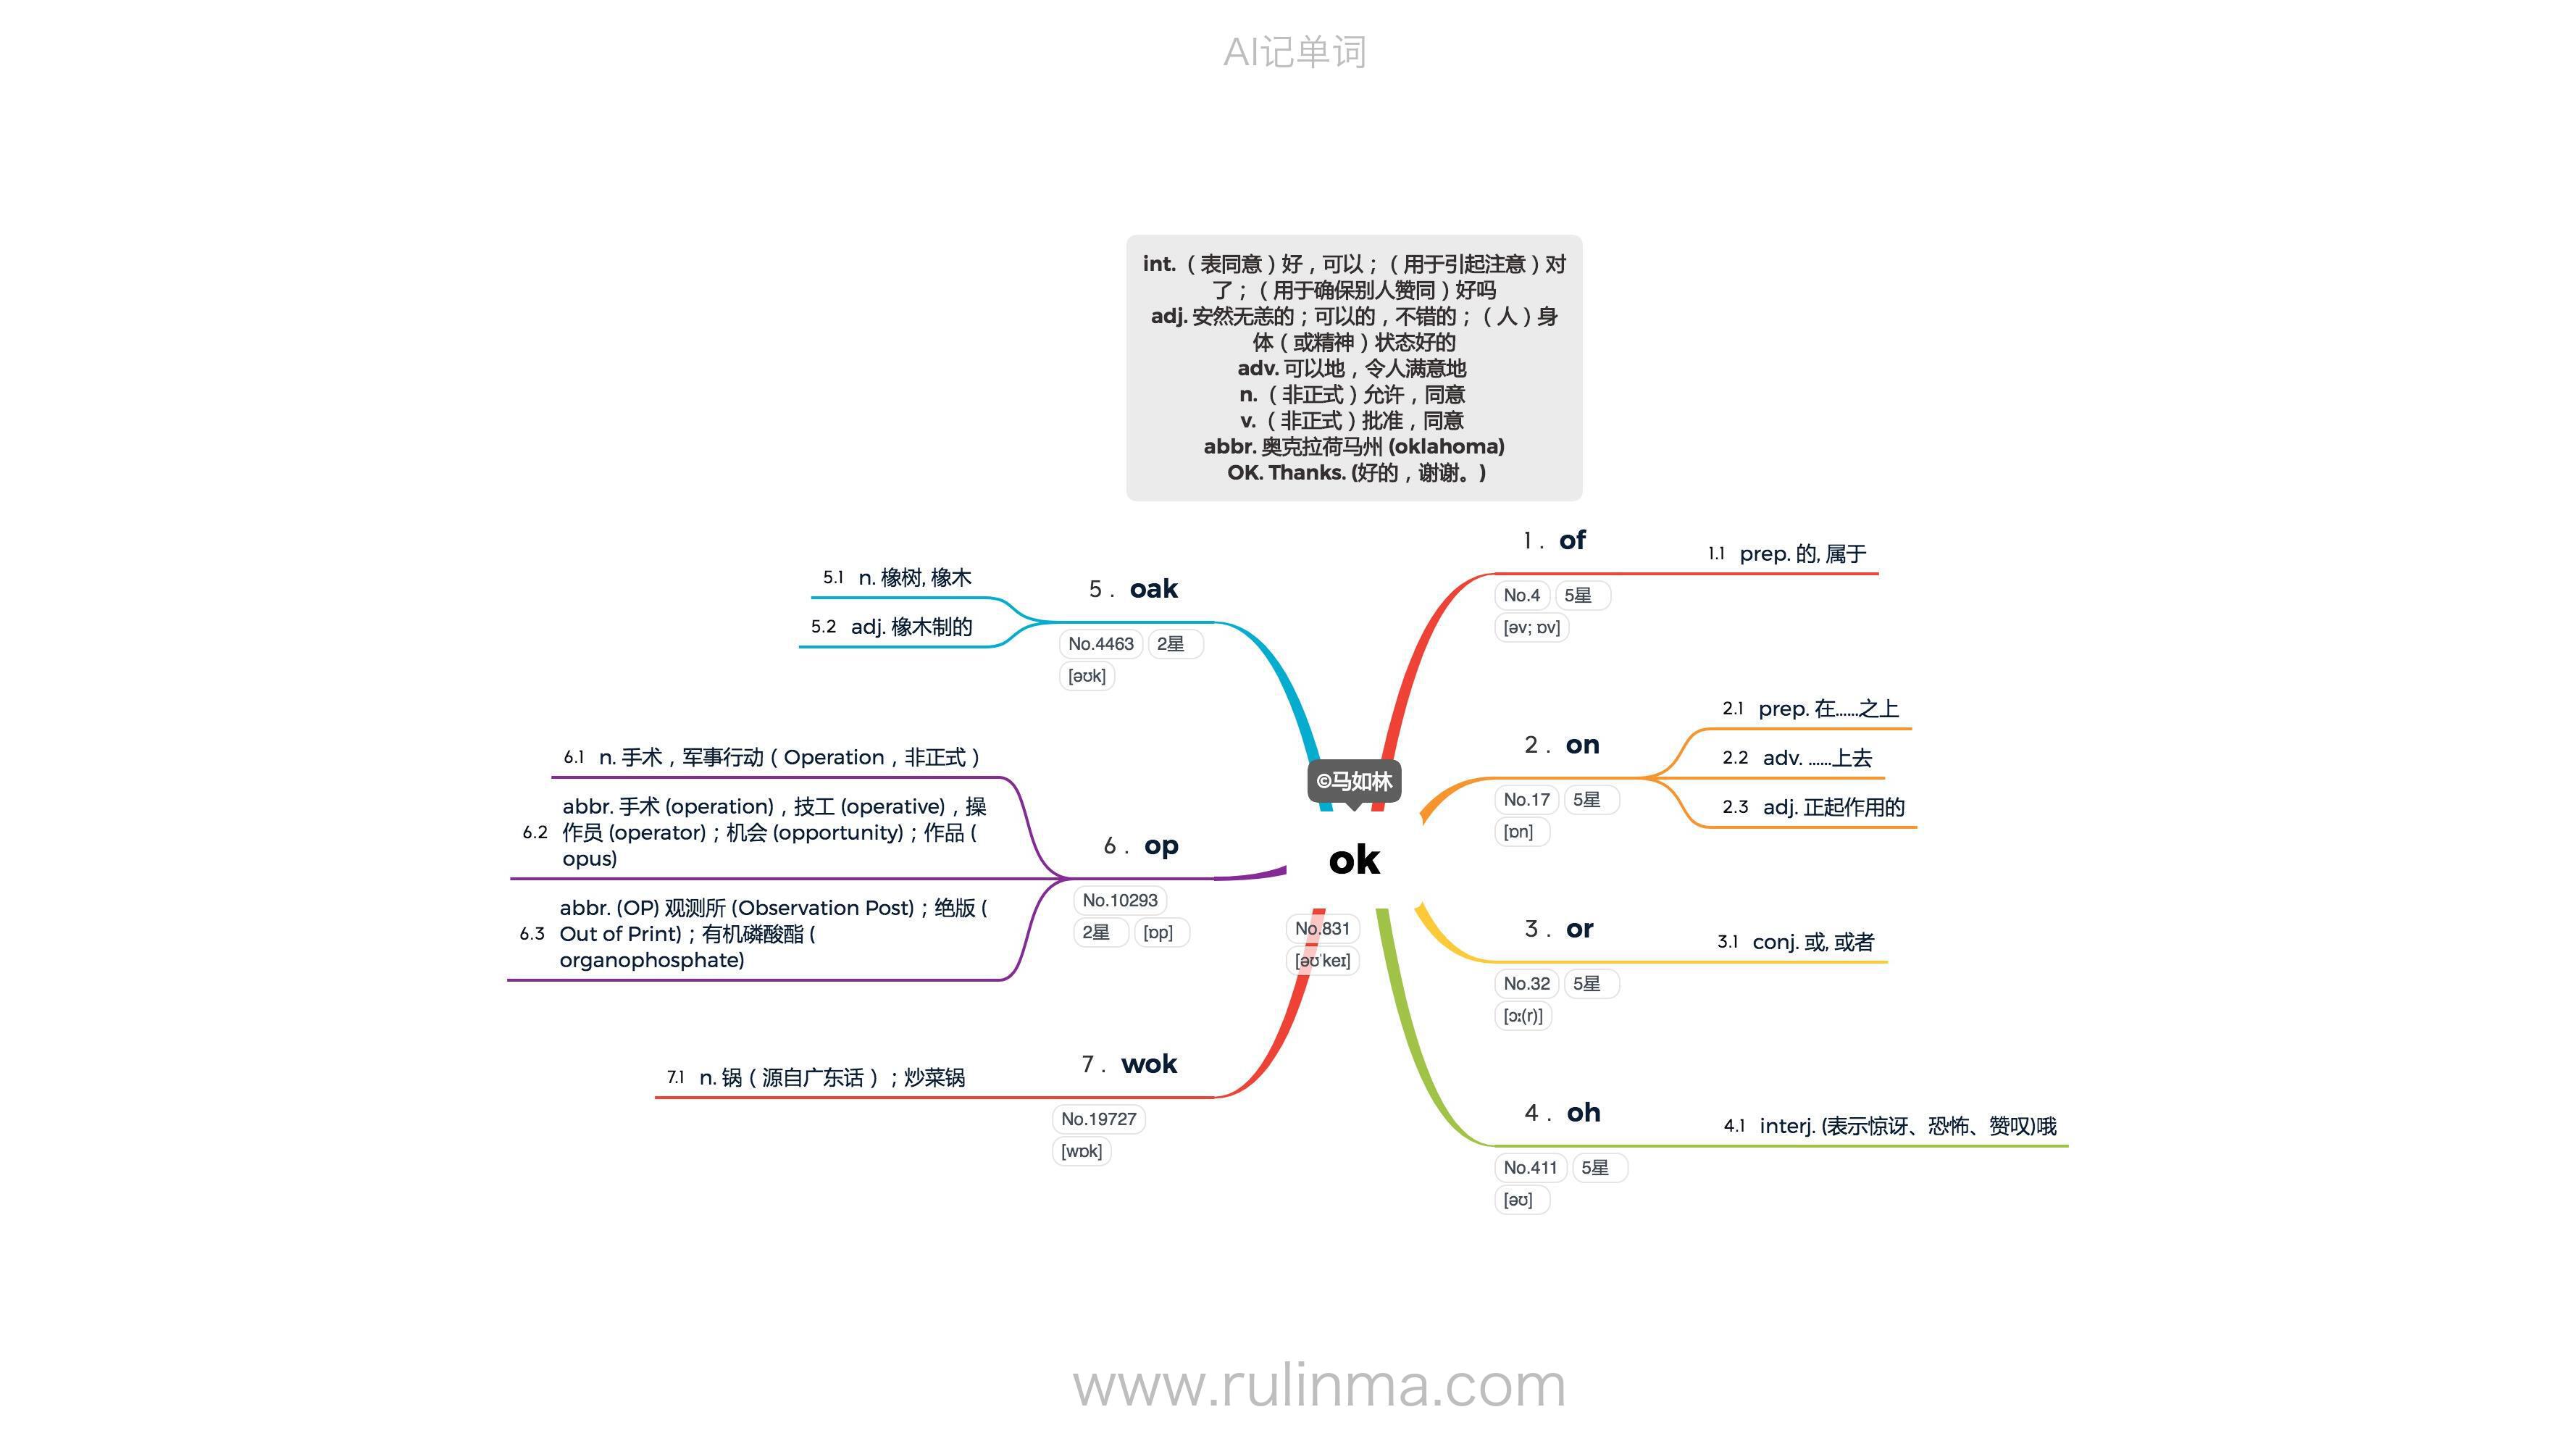 AI记单词
int.（表同意）好，可以；（用于引起注意）对
了；（用于确保别人赞同）好吗
adj. 安然无恙的；可以的，不错的；（人）身
体（或精神）状态好的
adv. 可以地，令人满意地
n.（非正式）允许，同意
v.（非正式）批准，同意
abbr. 奥克拉荷马州 (oklahoma)
OK. Thanks. (好的，谢谢。)
©马如林
ok
No.831
[əʊˈkeɪ]
1. of
No.4 5星
[əv; ɒv]
1.1 prep. 的, 属于
2. on
No.17 5星
[ɒn]
2.1 prep. 在……之上
2.2 adv. ……上去
2.3 adj. 正起作用的
3. or
No.32 5星
[ɔː(r)]
3.1 conj. 或, 或者
4. oh
No.411 5星
[əʊ]
4.1 interj. (表示惊讶、恐怖、赞叹)哦
5. oak
No.4463 2星
[əʊk]
5.1 n. 橡树, 橡木
5.2 adj. 橡木制的
6. op
No.10293
2星 [ɒp]
6.1 n. 手术，军事行动（Operation，非正式）
6.2 abbr. 手术 (operation)，技工 (operative)，操
作员 (operator)；机会 (opportunity)；作品 (
opus)
6.3 abbr. (OP) 观测所 (Observation Post)；绝版 (
Out of Print)；有机磷酸酯 (
organophosphate)
7. wok
No.19727
[wɒk]
7.1 n. 锅（源自广东话）；炒菜锅
www.rulinma.com